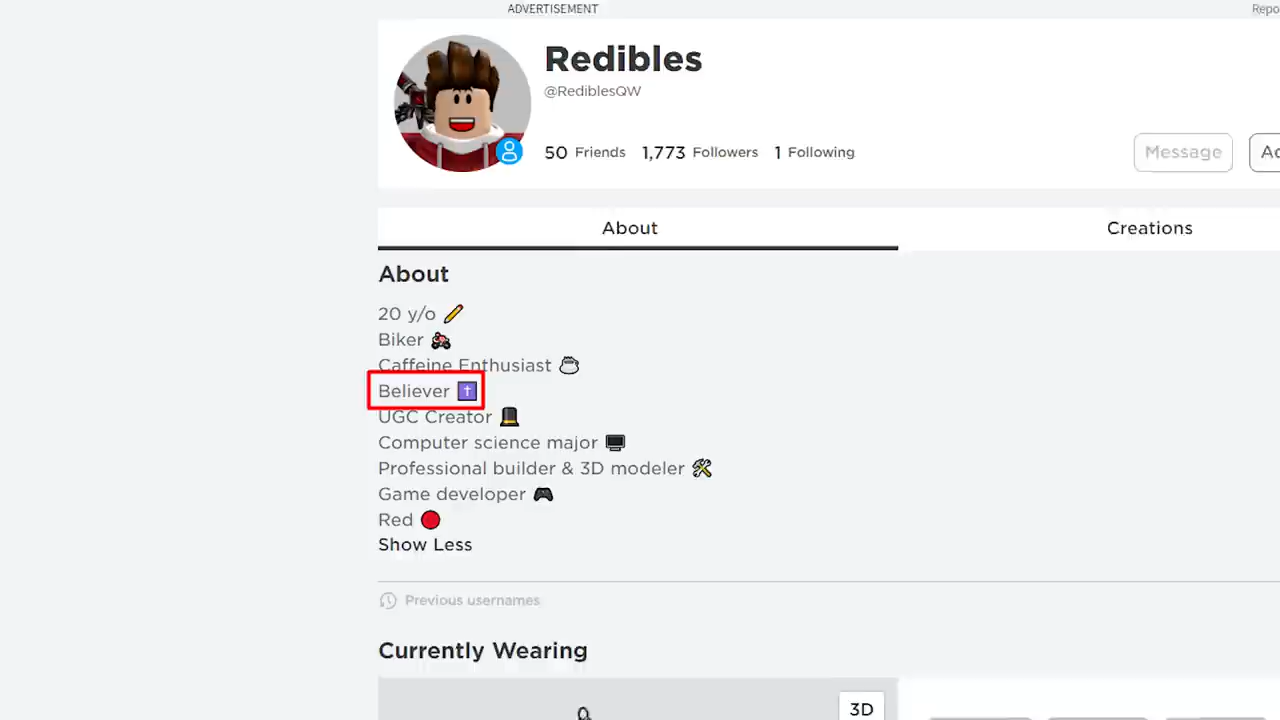 ADVERTISEMENT
Repo
Redibles
@RediblesQW
50 Friends 1,773 Followers 1 Following
Message
Ad
About
Creations
About
20 y/o
Biker
Caffeine Enthusiast
Believer
UGC Creator
Computer science major
Professional builder & 3D modeler
Game developer
Red
Show Less
Previous usernames
Currently Wearing
3D